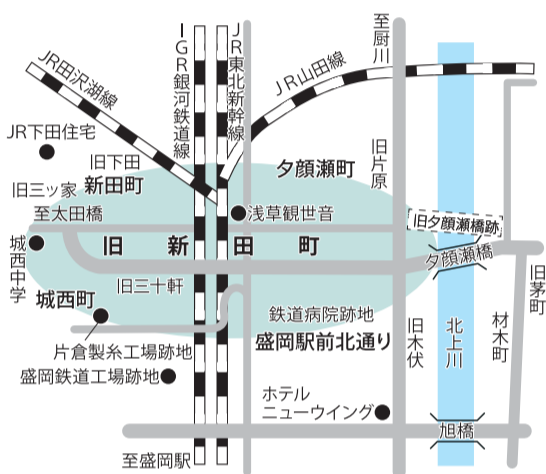 至厨川
IGR銀河鉄道線
JR東北新幹線
JR田沢湖線
JR山田線
JR下田住宅
旧下田
旧片原
旧三ッ家
新田町
夕顔瀬町
至太田橋
浅草観世音
旧夕顔瀬橋跡
旧新田町
夕顔瀬橋
城西中学
旧三十軒
旧茅町
城西町
鉄道病院跡地
旧木伏
北上川
材木町
片倉製糸工場跡地
盛岡駅前北通り
盛岡鉄道工場跡地
ホテル
ニューウイング
旭橋
至盛岡駅